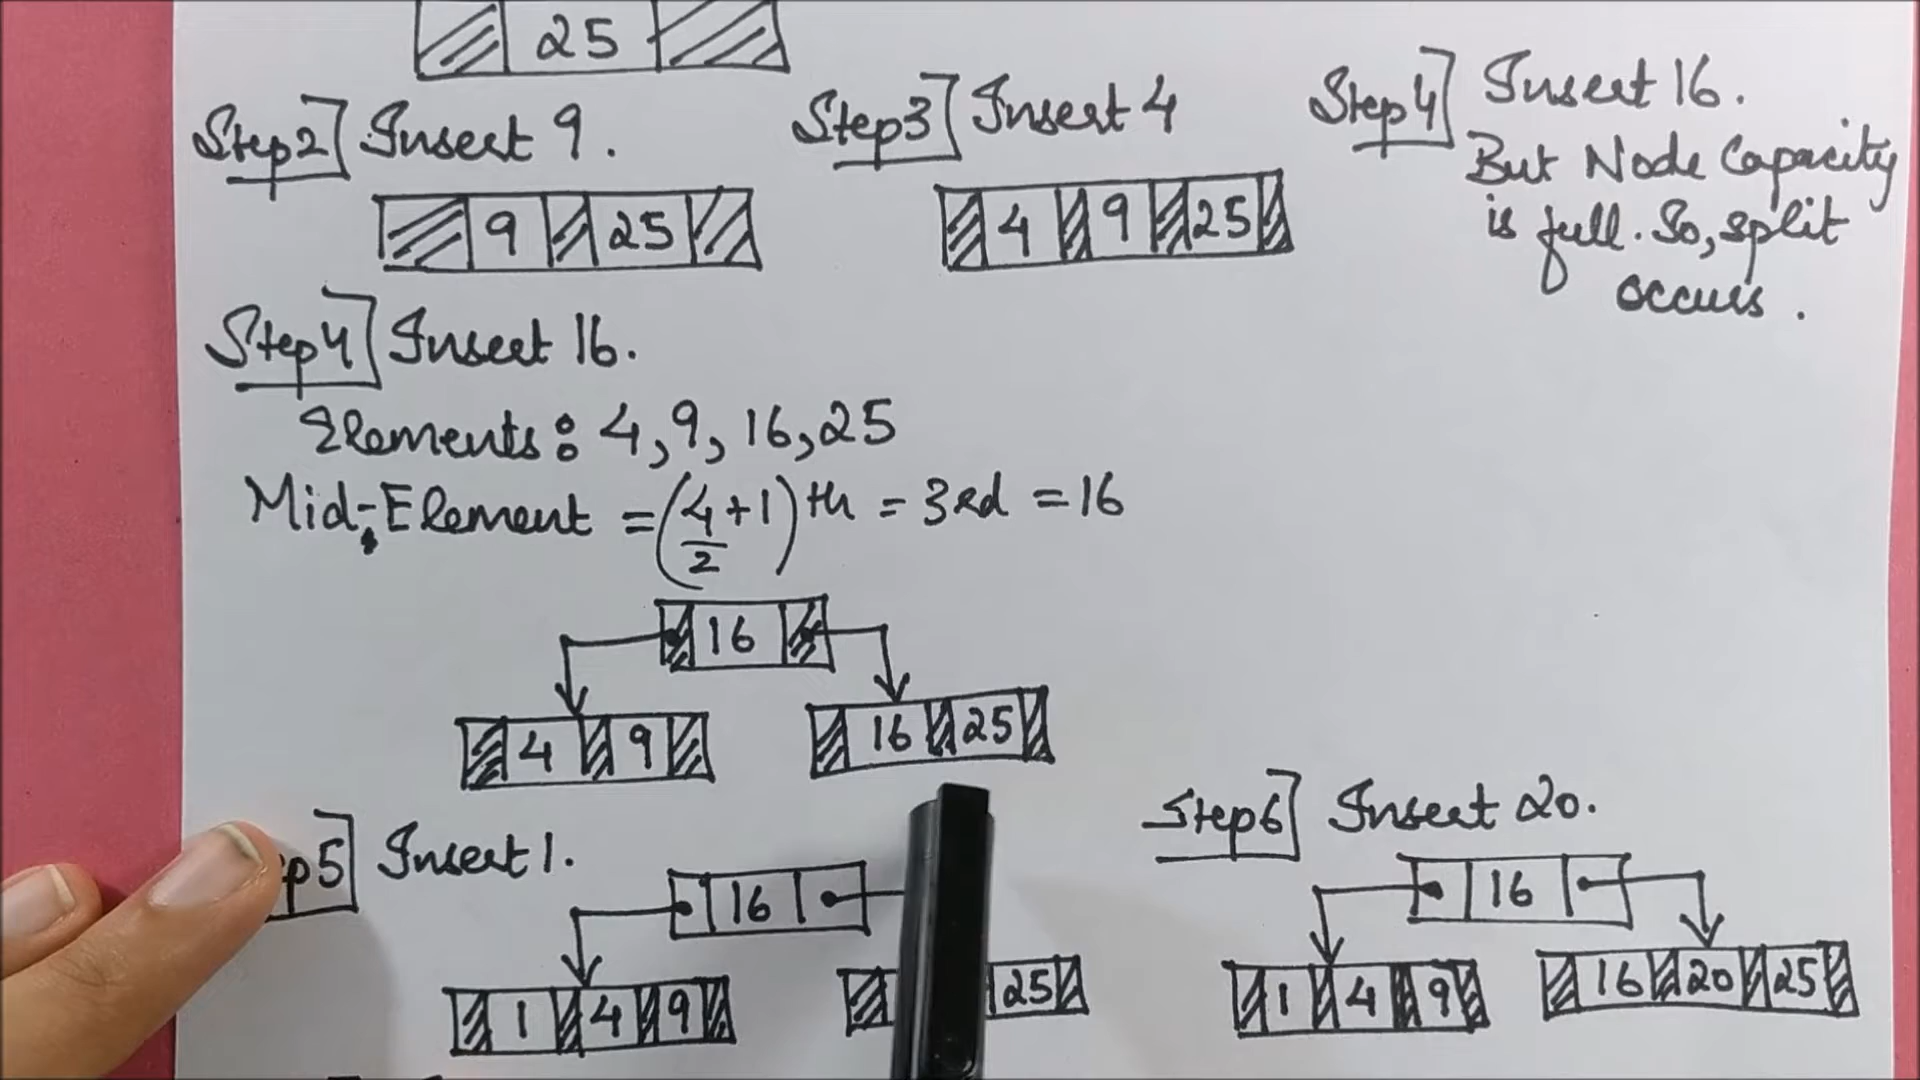 25
Step2] Insert 9.
9 25
Step3] Insert 4
4 9 25
Step4] Insert 16.
But Node Capacity
is full. So, split
occurs.
Step4] Insert 16.
Elements: 4, 9, 16, 25
Mid-Element = (4/2 + 1)th = 3rd = 16
16
4 9 16 25
p5] Insert 1.
16
1 4 9 25
Step6] Insert 20.
16
1 4 9 16 20 25